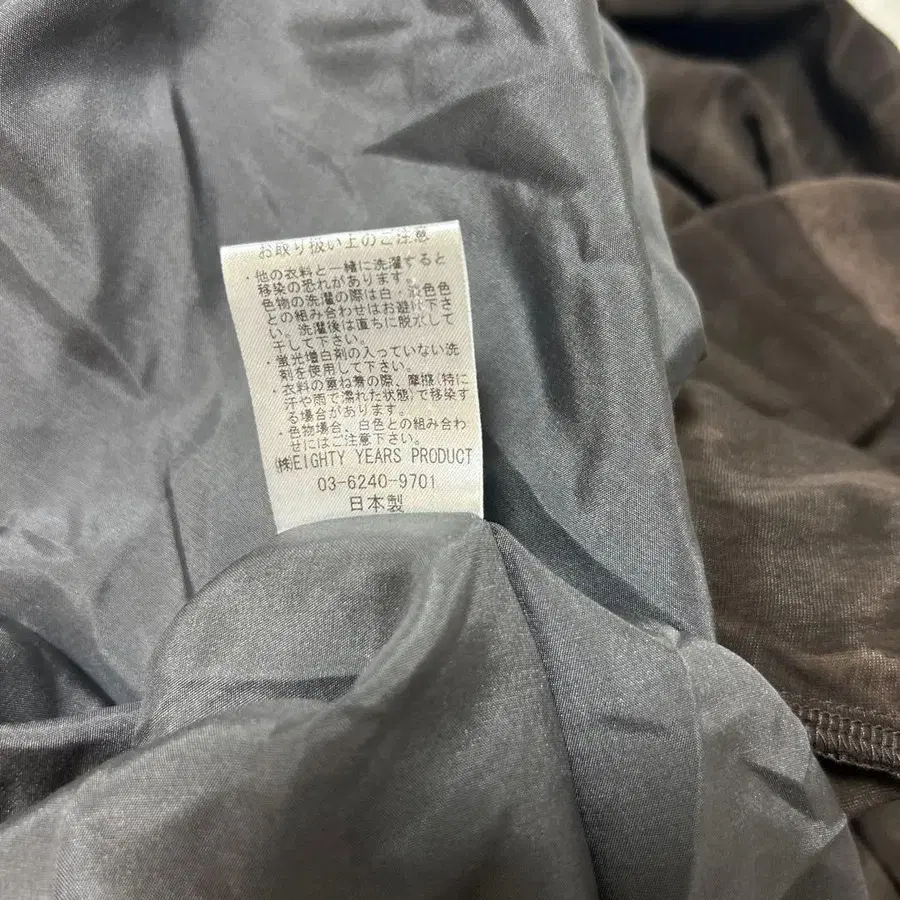 お取り扱い上のご注意
・他の衣料と一緒に洗濯すると
移染の恐れがあります。
色物の洗濯の際は白・淡色色
との組み合わせはお避け下さ
い。洗濯後は直ちに脱水して
干して下さい。
・蛍光増白剤の入っていない洗
剤を使用して下さい。
・衣料の重ね着の際、摩擦(特に
汗や雨で濡れた状態)で移染す
る場合があります。
・色物場合、白色との組み合わ
せにはご注意下さい。
㈱EIGHTY YEARS PRODUCT
03-6240-9701
日本製